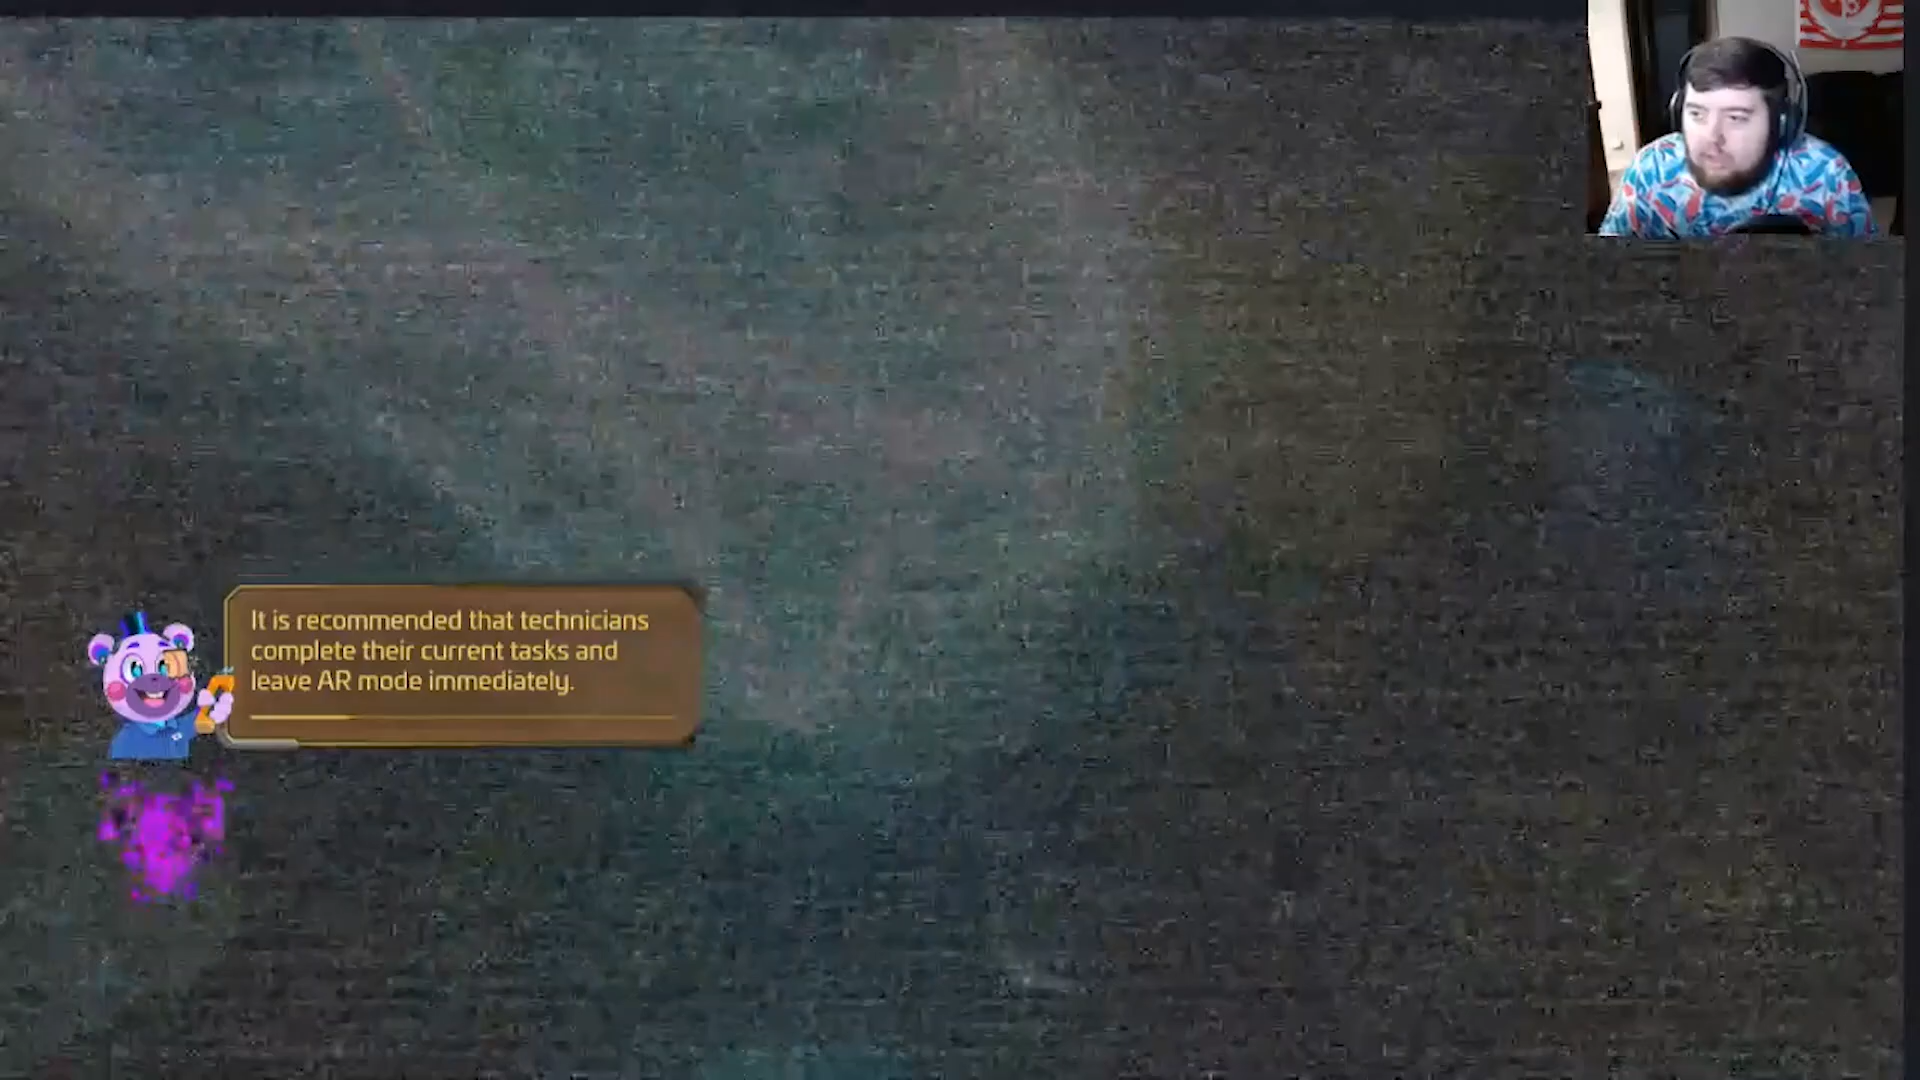 It is recommended that technicians
complete their current tasks and
leave AR mode immediately.